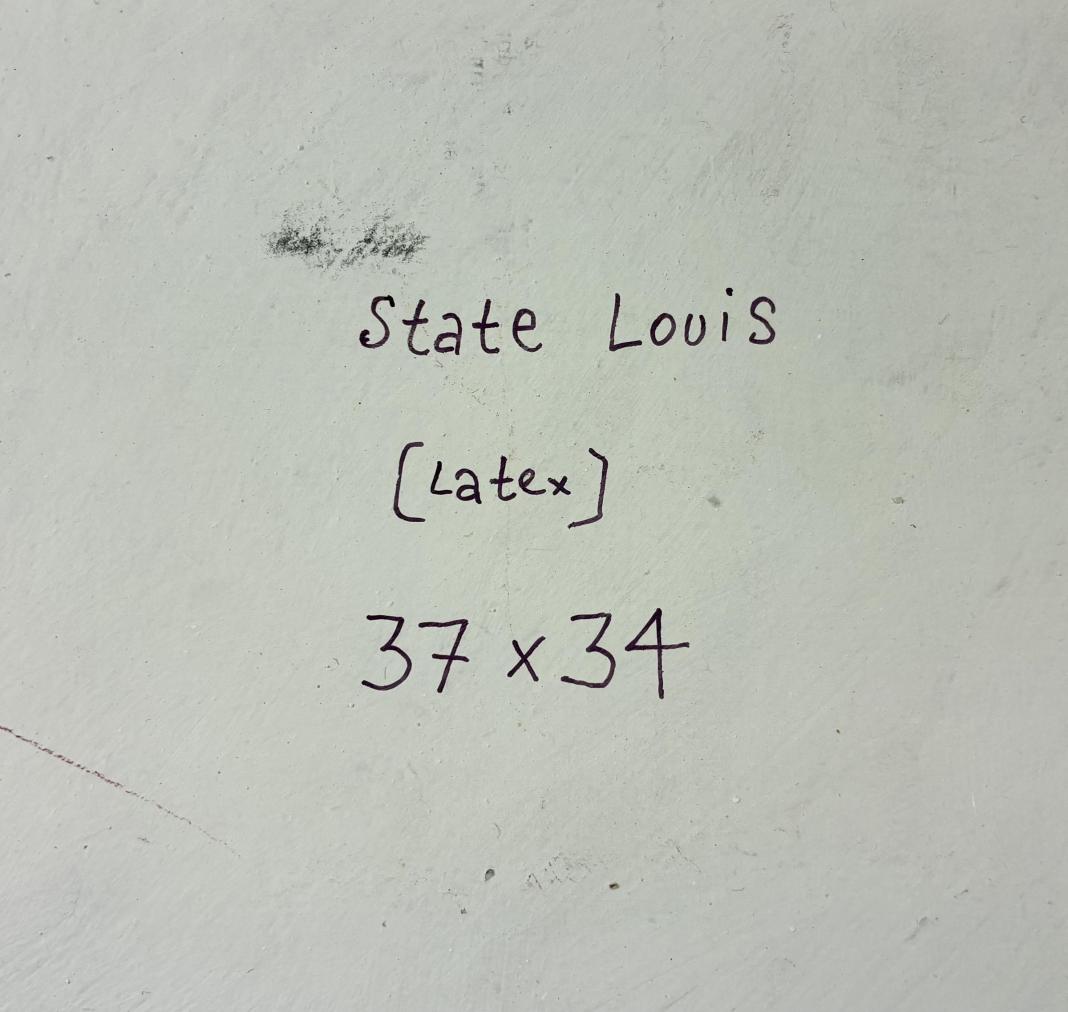 State Louis
[Latex]
37 x 34